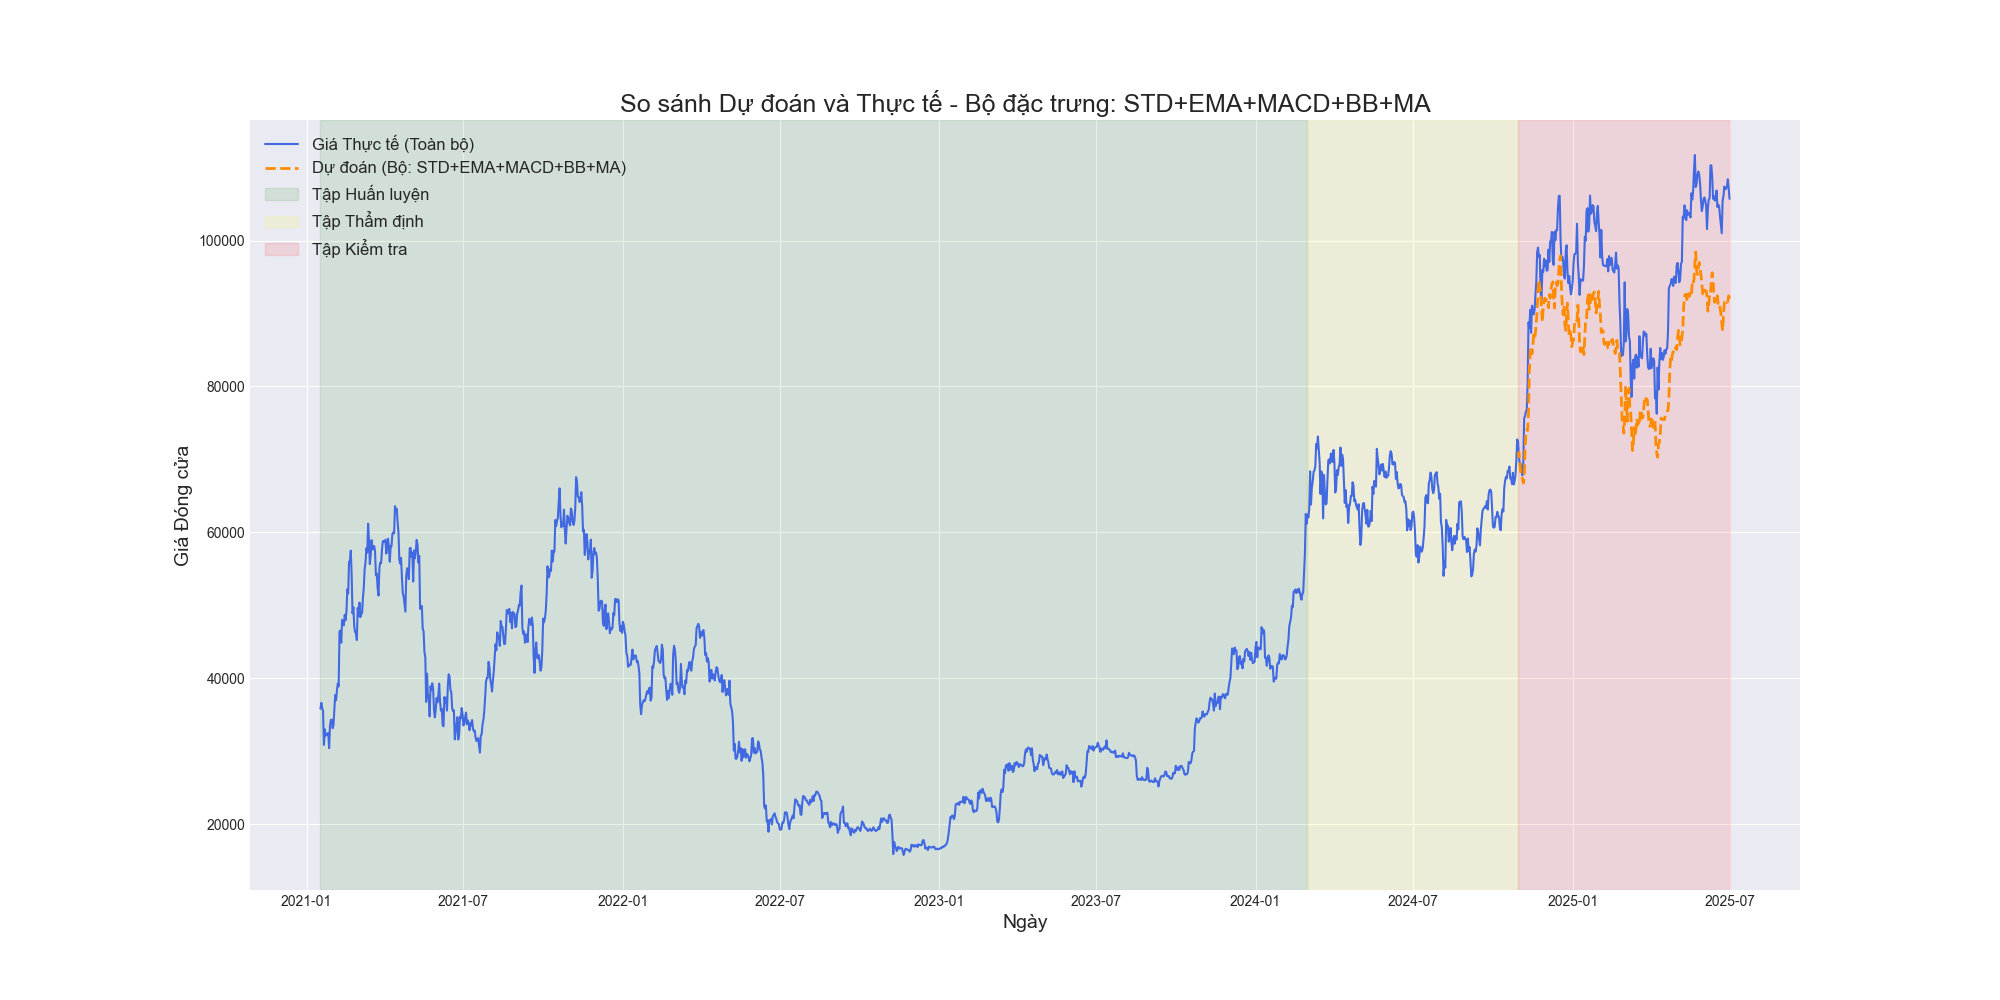 So sánh Dự đoán và Thực tế - Bộ đặc trưng: STD+EMA+MACD+BB+MA
Giá Thực tế (Toàn bộ)
Dự đoán (Bộ: STD+EMA+MACD+BB+MA)
Tập Huấn luyện
Tập Thẩm định
Tập Kiểm tra
Giá Đóng cửa
100000
80000
60000
40000
20000
2021-01 2021-07 2022-01 2022-07 2023-01 2023-07 2024-01 2024-07 2025-01 2025-07
Ngày